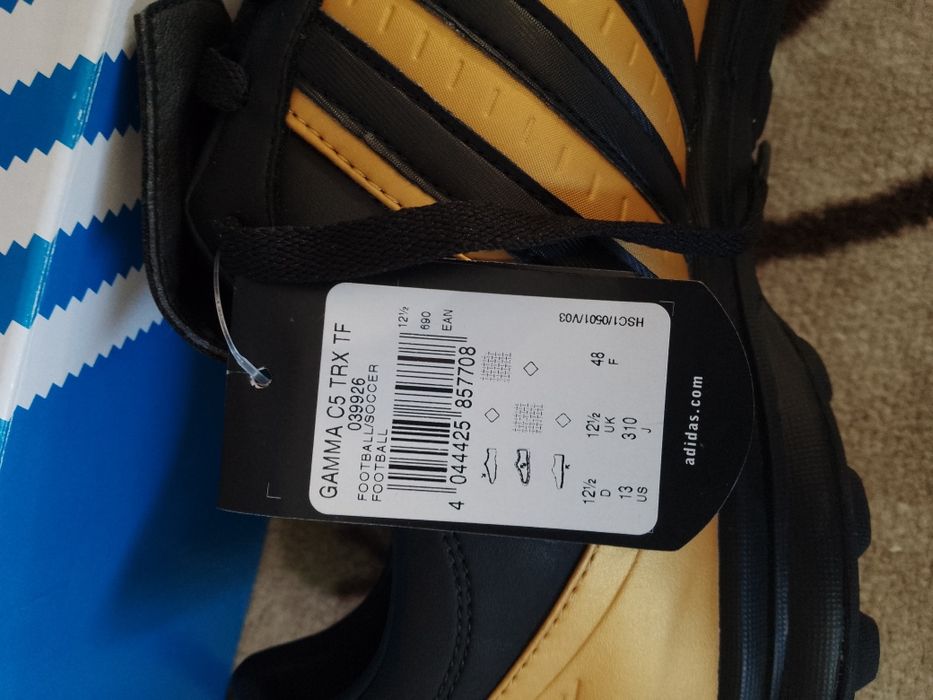 GAMMA C5 TRX TF
039926
FOOTBALL/SOCCER
FOOTBALL
12½
690
EAN
4 044425 857708
12½ 12½ 48
D UK F
13 310
US J
HSC1/0501/V03
adidas.com